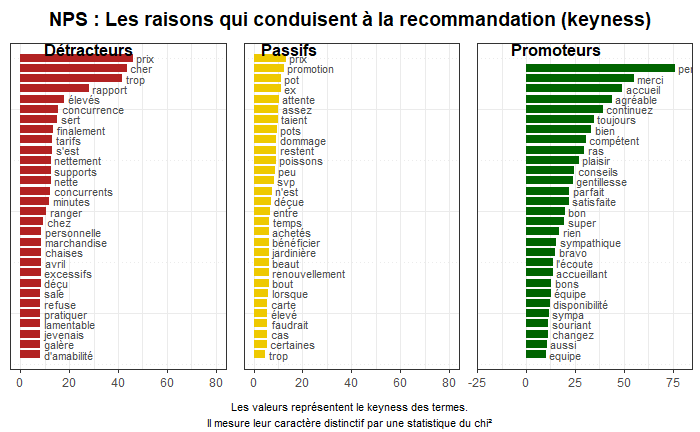 NPS : Les raisons qui conduisent à la recommandation (keyness)
Détracteurs
prix
cher
trop
rapport
élevés
concurrence
sert
finalement
tarifs
s'est
nettement
supports
nette
concurrents
minutes
ranger
chez
personnelle
marchandise
chaises
avril
excessifs
déçu
sale
refuse
pratiquer
lamentable
jevenais
galère
d'amabilité
0 20 40 60 80
Passifs
prix
promotion
pot
ex
attente
assez
taient
pots
dommage
restent
poissons
peu
svp
n'est
déçue
entre
temps
achetés
bénéficier
jardinière
beaut
renouvellement
bout
lorsque
carte
élevé
faudrait
cas
certaines
trop
0 20 40 60 80
Promoteurs
per
merci
accueil
agréable
continuez
toujours
bien
compétent
ras
plaisir
conseils
gentillesse
parfait
satisfaite
bon
super
rien
sympathique
bravo
l'écoute
accueillant
bons
équipe
disponibilité
sympa
souriant
changez
aussi
equipe
-25 0 25 50 75
Les valeurs représentent le keyness des termes.
Il mesure leur caractère distinctif par une statistique du chi²